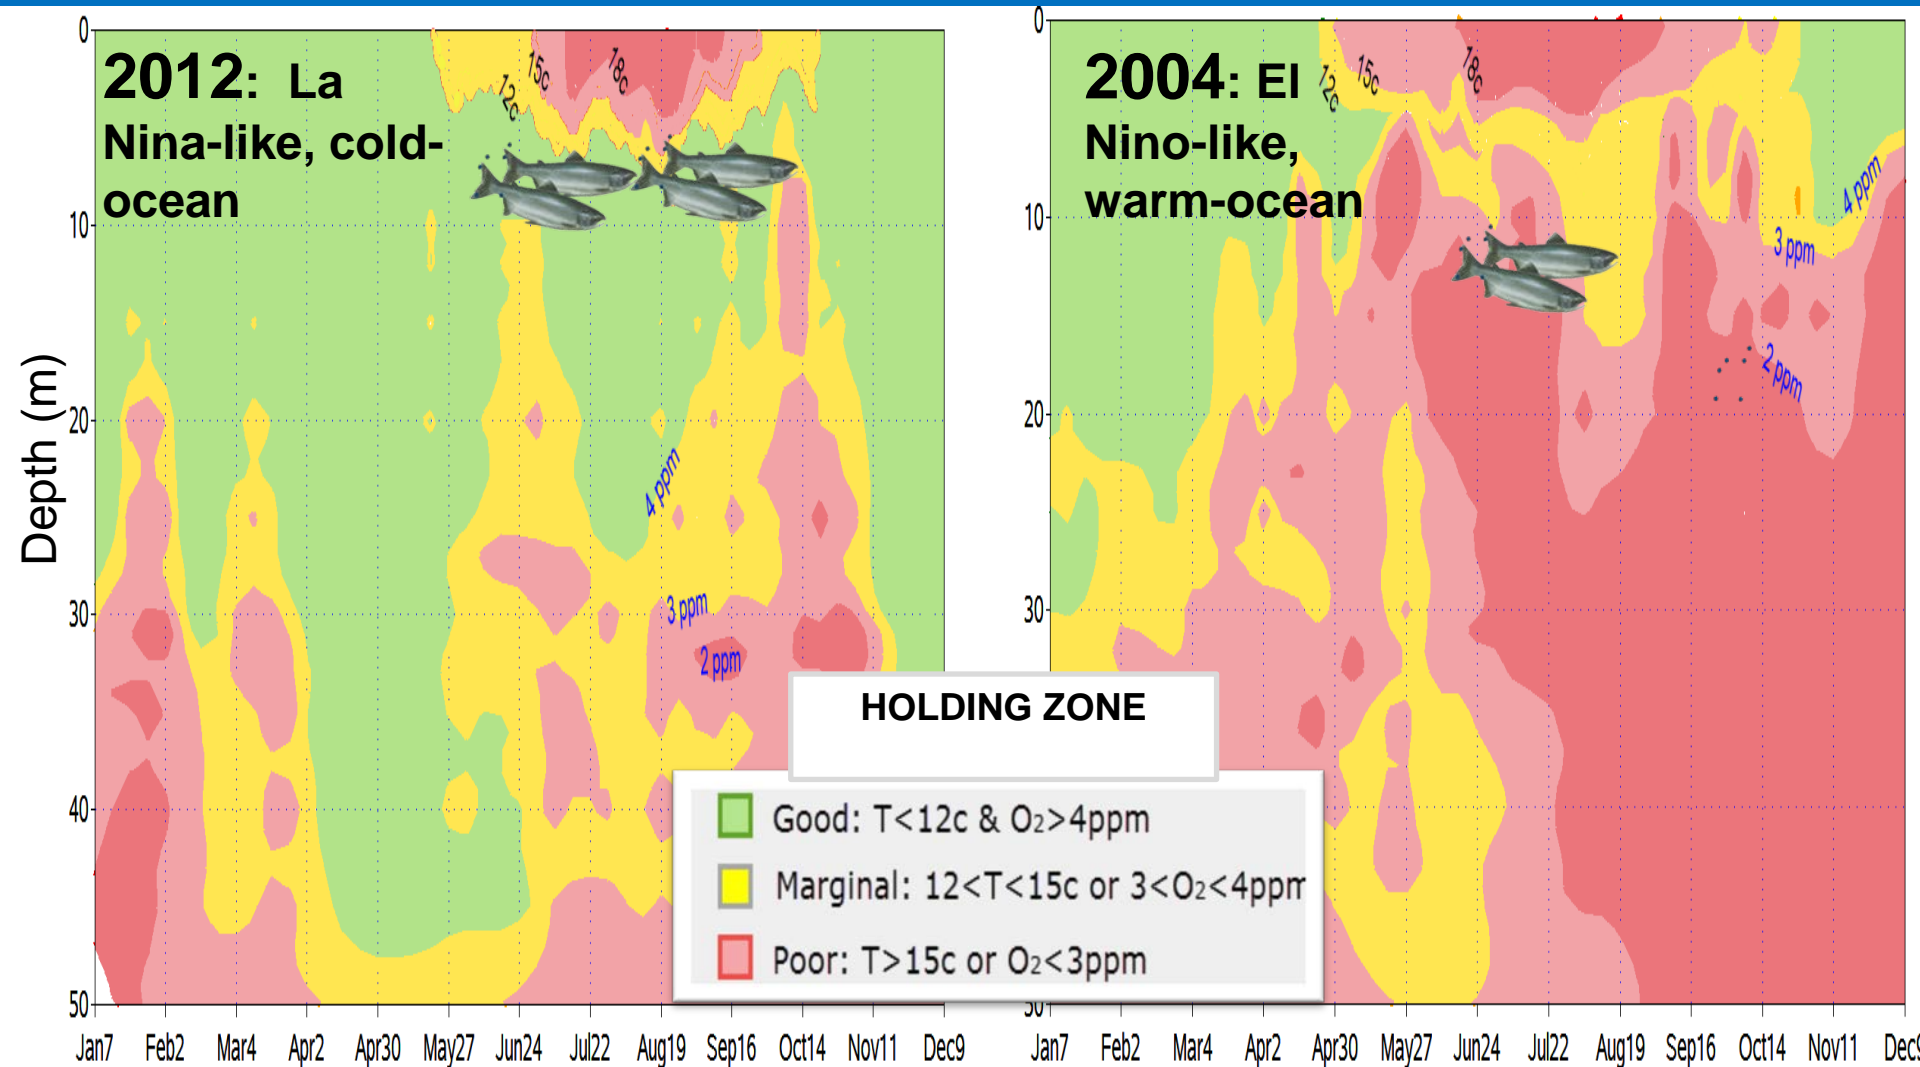 2012: La
Nina-like, cold-
ocean
2004: El
Nino-like,
warm-ocean
Depth (m)
0
10
20
30
40
50
12c
15c
18c
4 ppm
3 ppm
2 ppm
Jan7 Feb2 Mar4 Apr2 Apr30 May27 Jun24 Jul22 Aug19 Sep16 Oct14 Nov11 Dec9
0
10
20
30
50
12c
15c
18c
4 ppm
3 ppm
2 ppm
Jan7 Feb2 Mar4 Apr2 Apr30 May27 Jun24 Jul22 Aug19 Sep16 Oct14 Nov11 Dec9
HOLDING ZONE
Good: T<12c & O₂>4ppm
Marginal: 12<T<15c or 3<O₂<4ppm
Poor: T>15c or O₂<3ppm